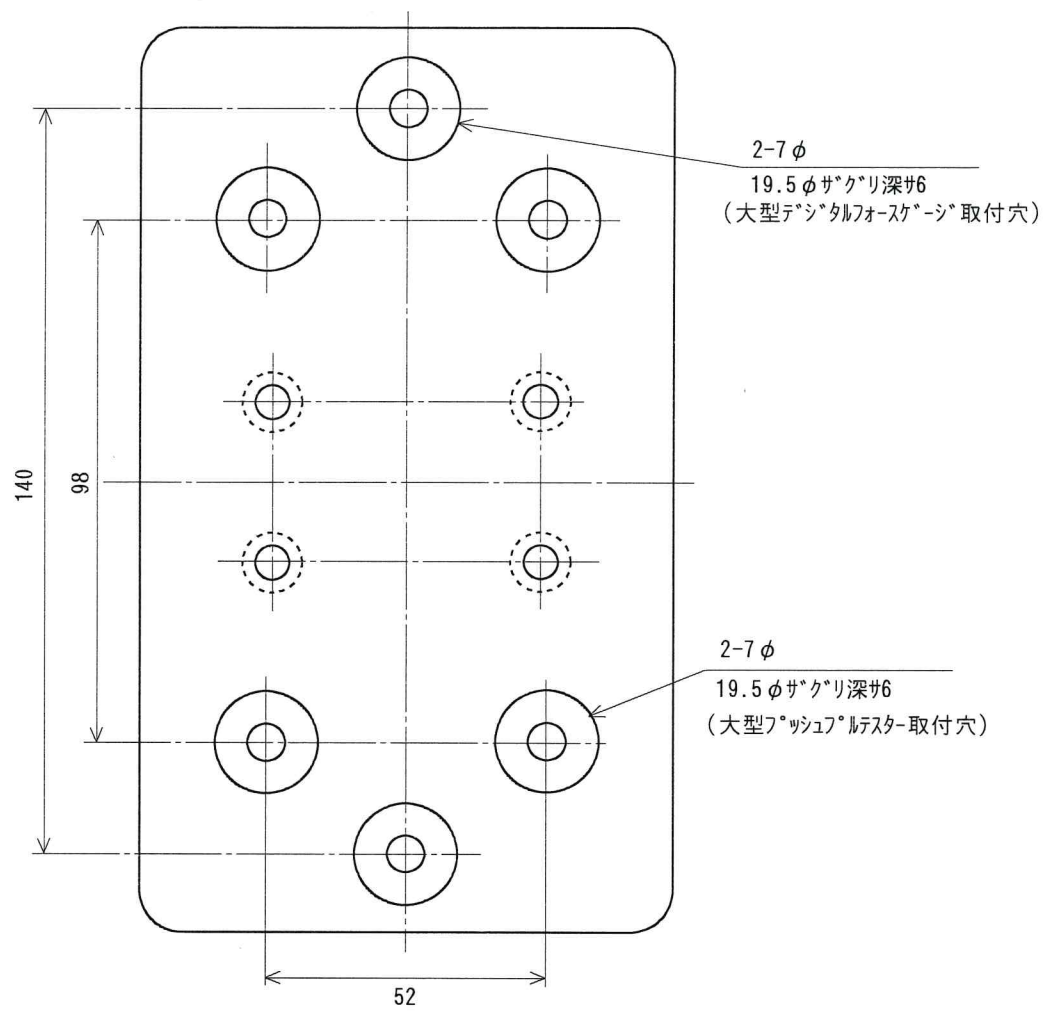 2-7φ
19.5φザグリ深サ6
(大型デジタルフォースゲージ取付穴)
140
98
2-7φ
19.5φザグリ深サ6
(大型プッシュプルテスター取付穴)
52